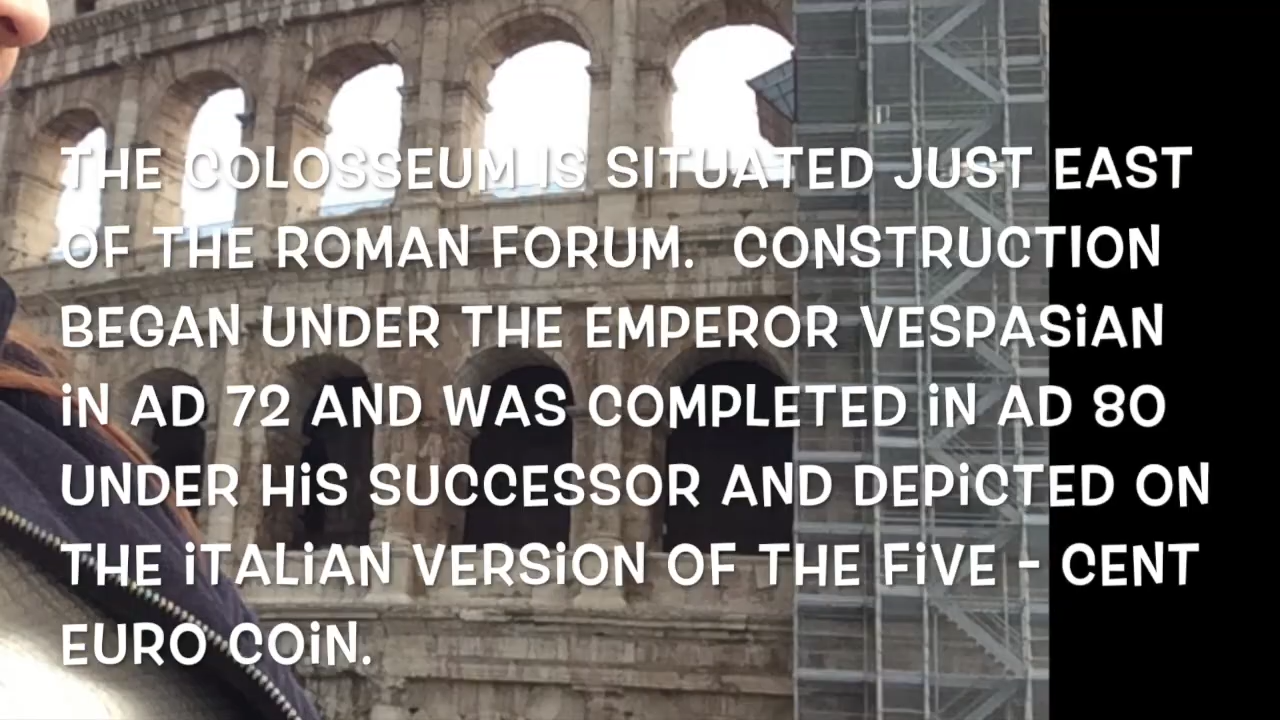 THE COLOSSEUM IS SITUATED JUST EAST
OF THE ROMAN FORUM. CONSTRUCTION
BEGAN UNDER THE EMPEROR VESPASiAN
iN AD 72 AND WAS COMPLETED iN AD 80
UNDER HiS SUCCESSOR AND DEPiCTED ON
THE iTALiAN VERSiON OF THE FiVE - CENT
EURO COiN.